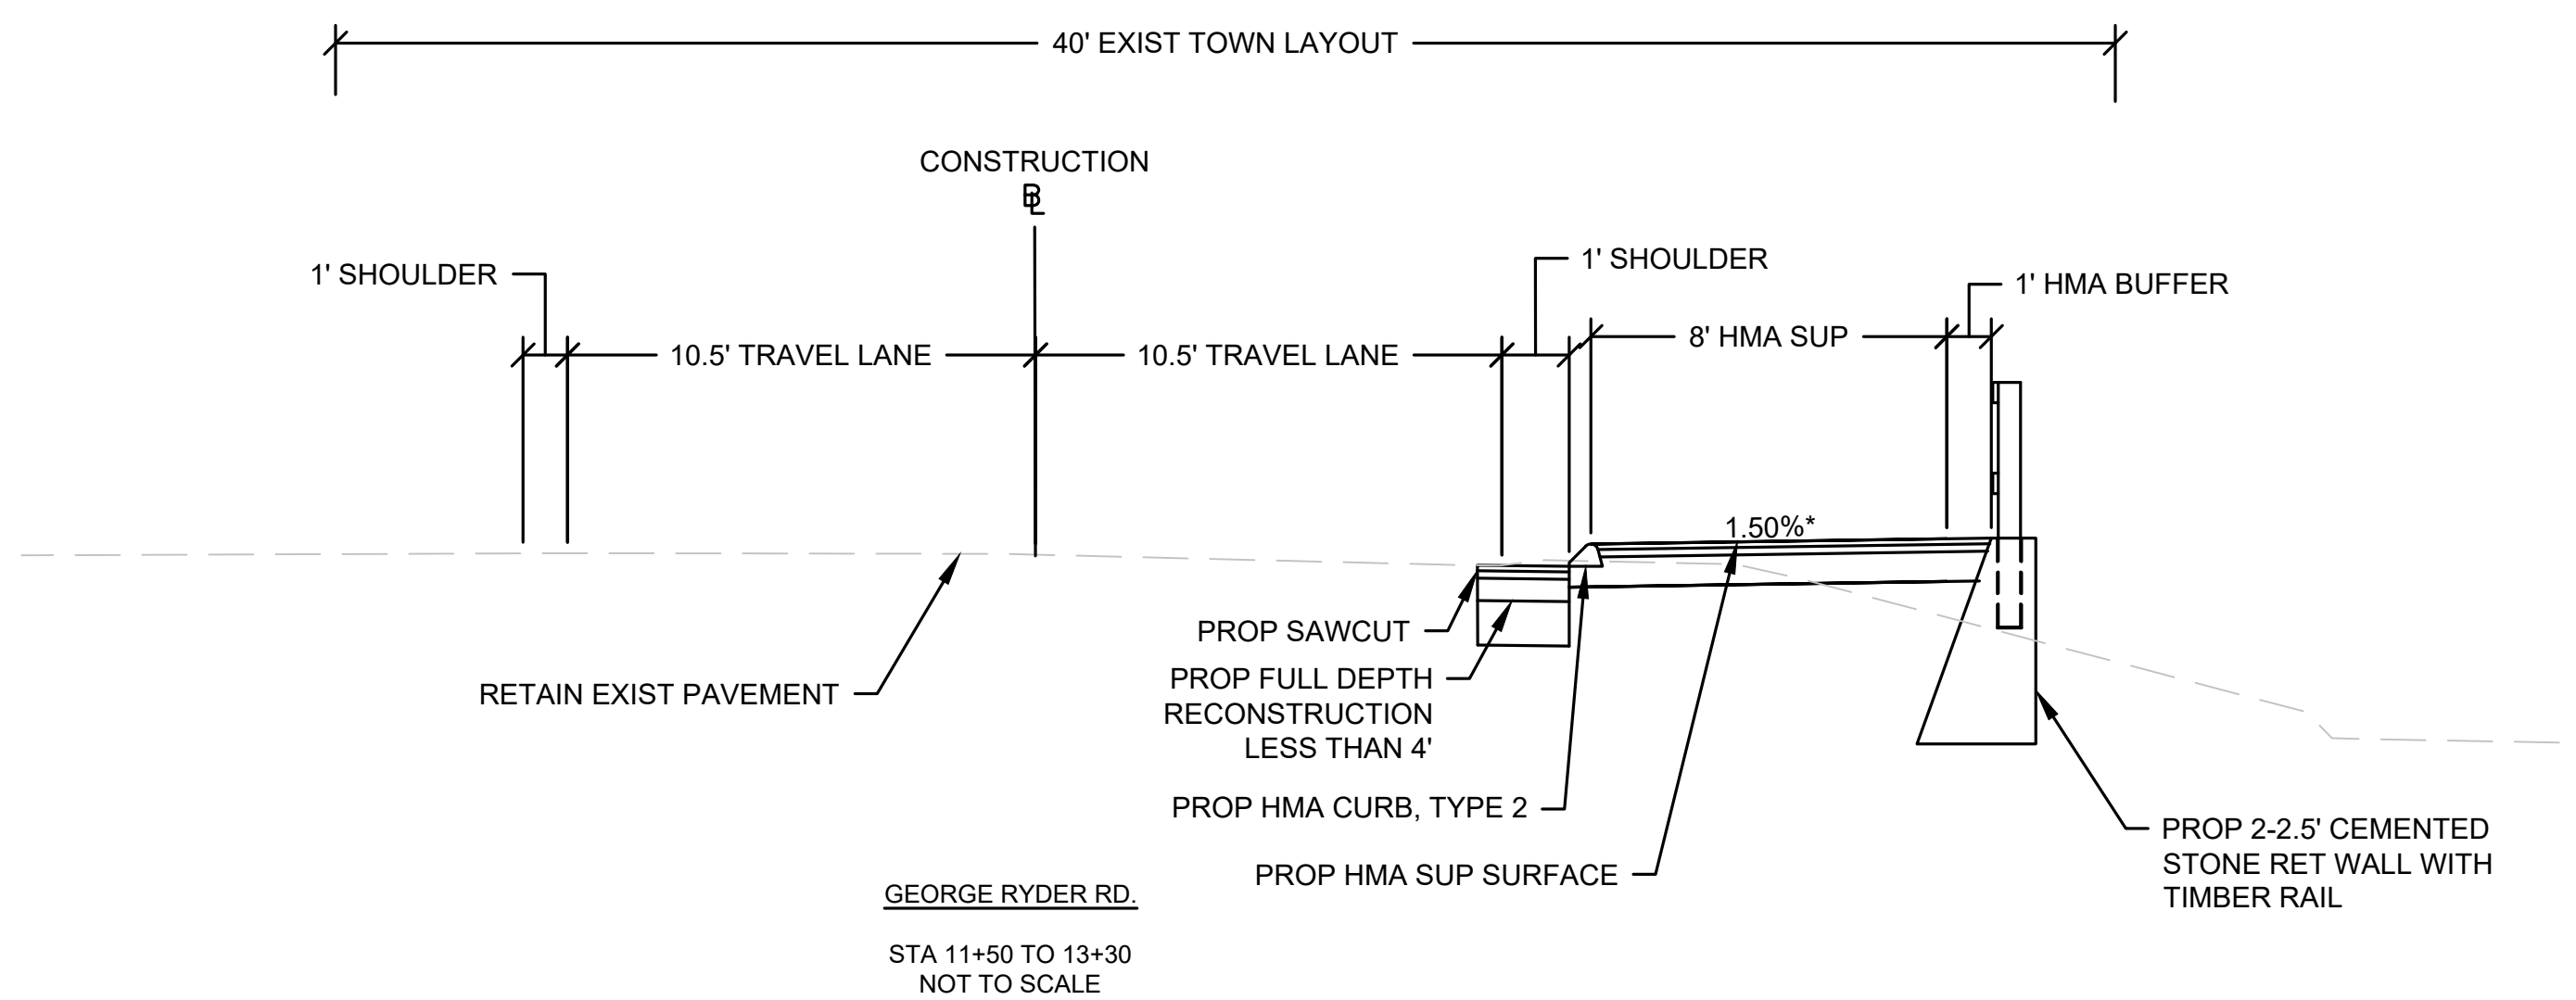 40' EXIST TOWN LAYOUT
CONSTRUCTION
BL
1' SHOULDER
1' SHOULDER
1' HMA BUFFER
10.5' TRAVEL LANE
10.5' TRAVEL LANE
8' HMA SUP
1.50%*
PROP SAWCUT
RETAIN EXIST PAVEMENT
PROP FULL DEPTH
RECONSTRUCTION
LESS THAN 4'
PROP HMA CURB, TYPE 2
PROP HMA SUP SURFACE
PROP 2-2.5' CEMENTED
STONE RET WALL WITH
TIMBER RAIL
GEORGE RYDER RD.
STA 11+50 TO 13+30
NOT TO SCALE